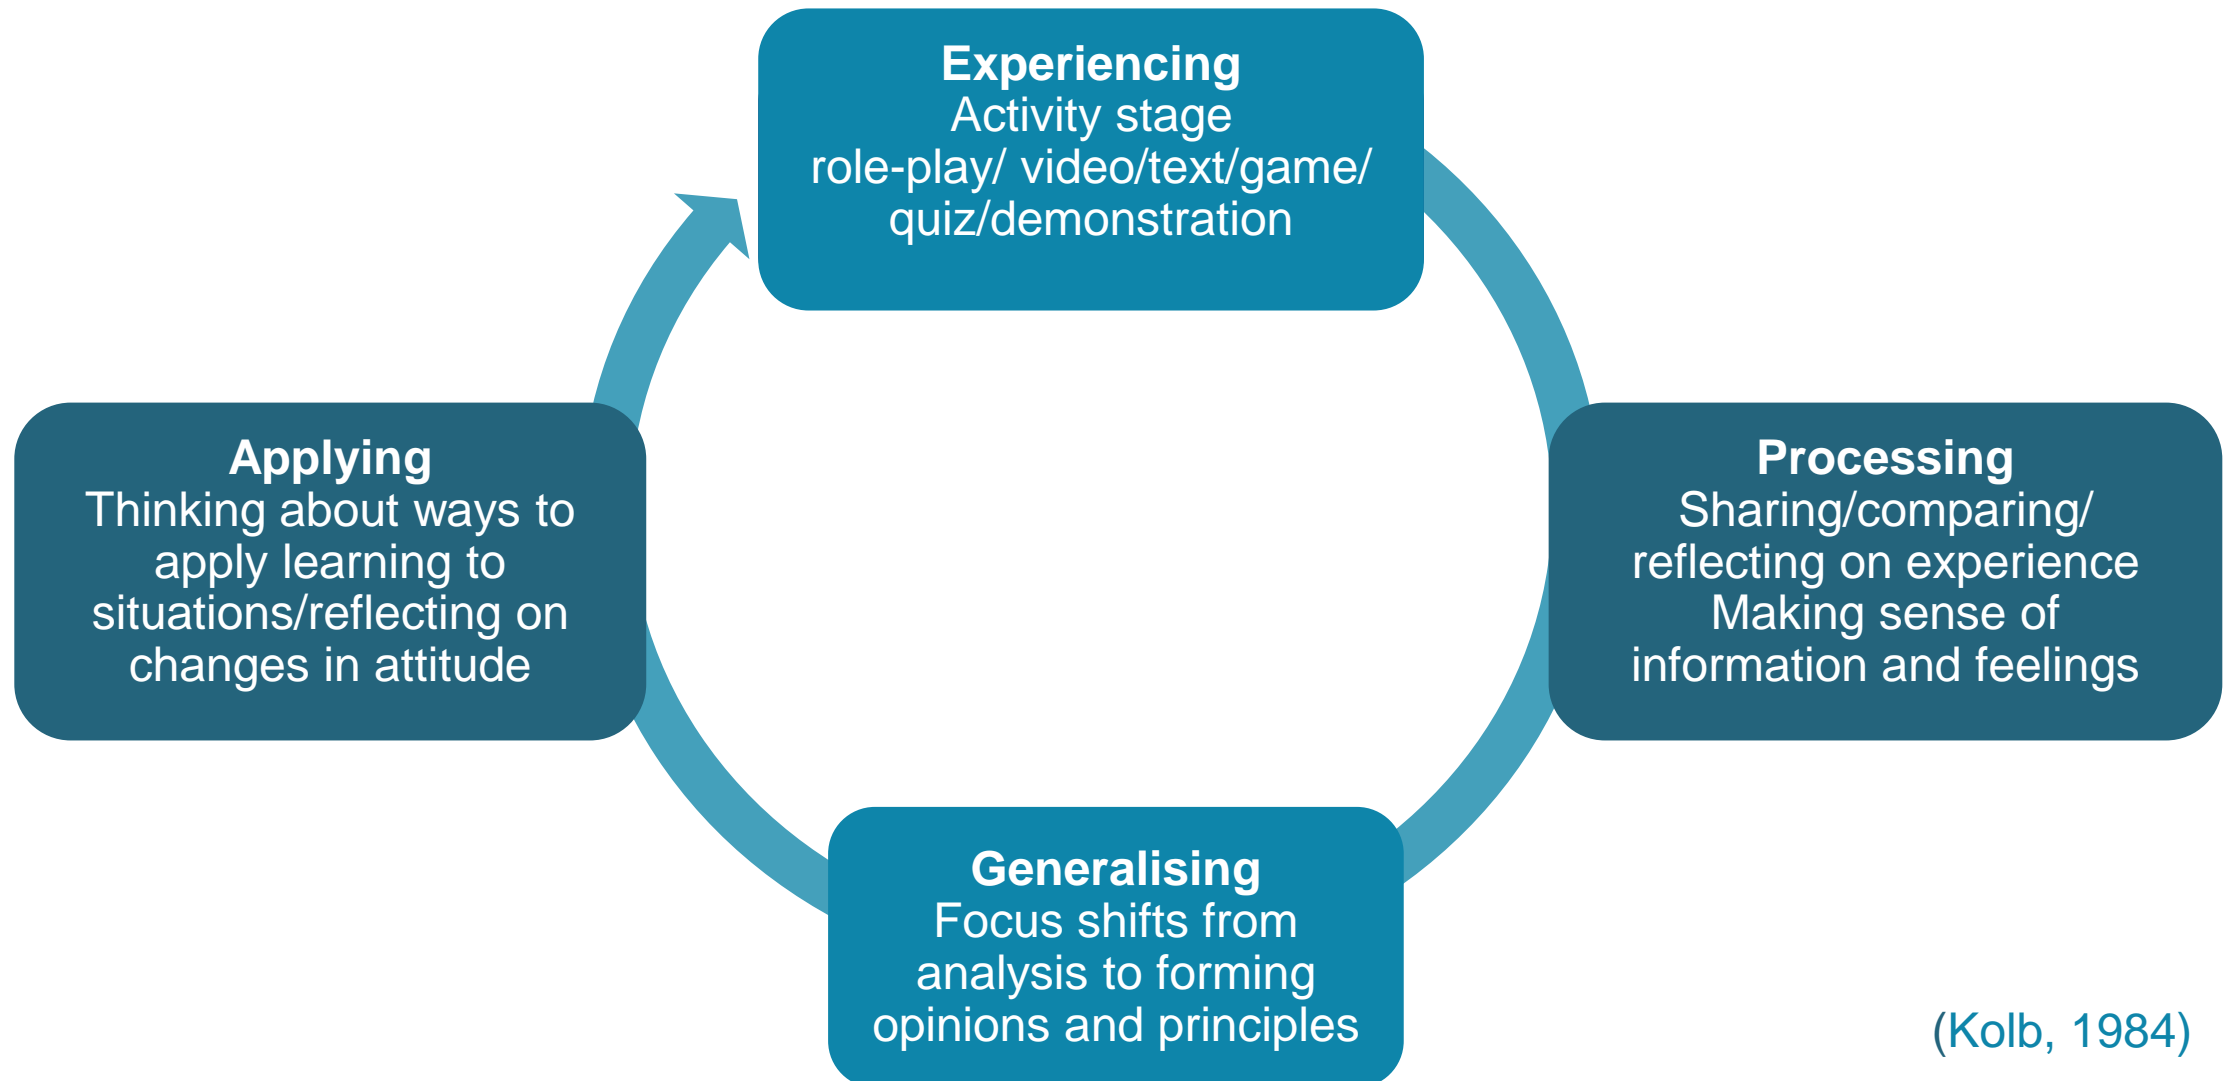 Experiencing
Activity stage
role-play/ video/text/game/
quiz/demonstration
Processing
Sharing/comparing/
reflecting on experience
Making sense of
information and feelings
Generalising
Focus shifts from
analysis to forming
opinions and principles
Applying
Thinking about ways to
apply learning to
situations/reflecting on
changes in attitude
(Kolb, 1984)